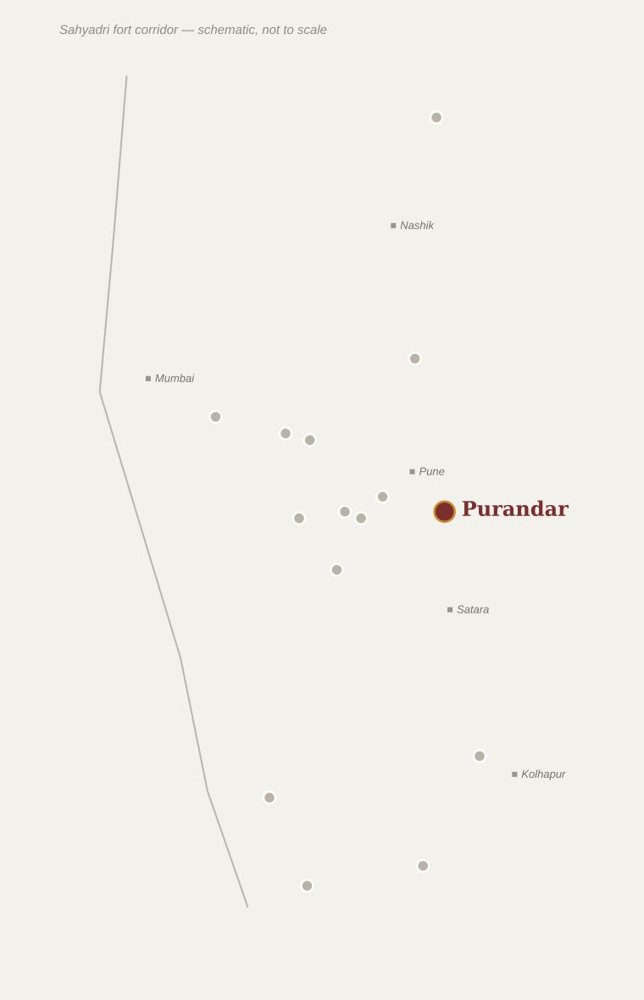 Sahyadri fort corridor — schematic, not to scale
Nashik
Mumbai
Pune
Purandar
Satara
Kolhapur